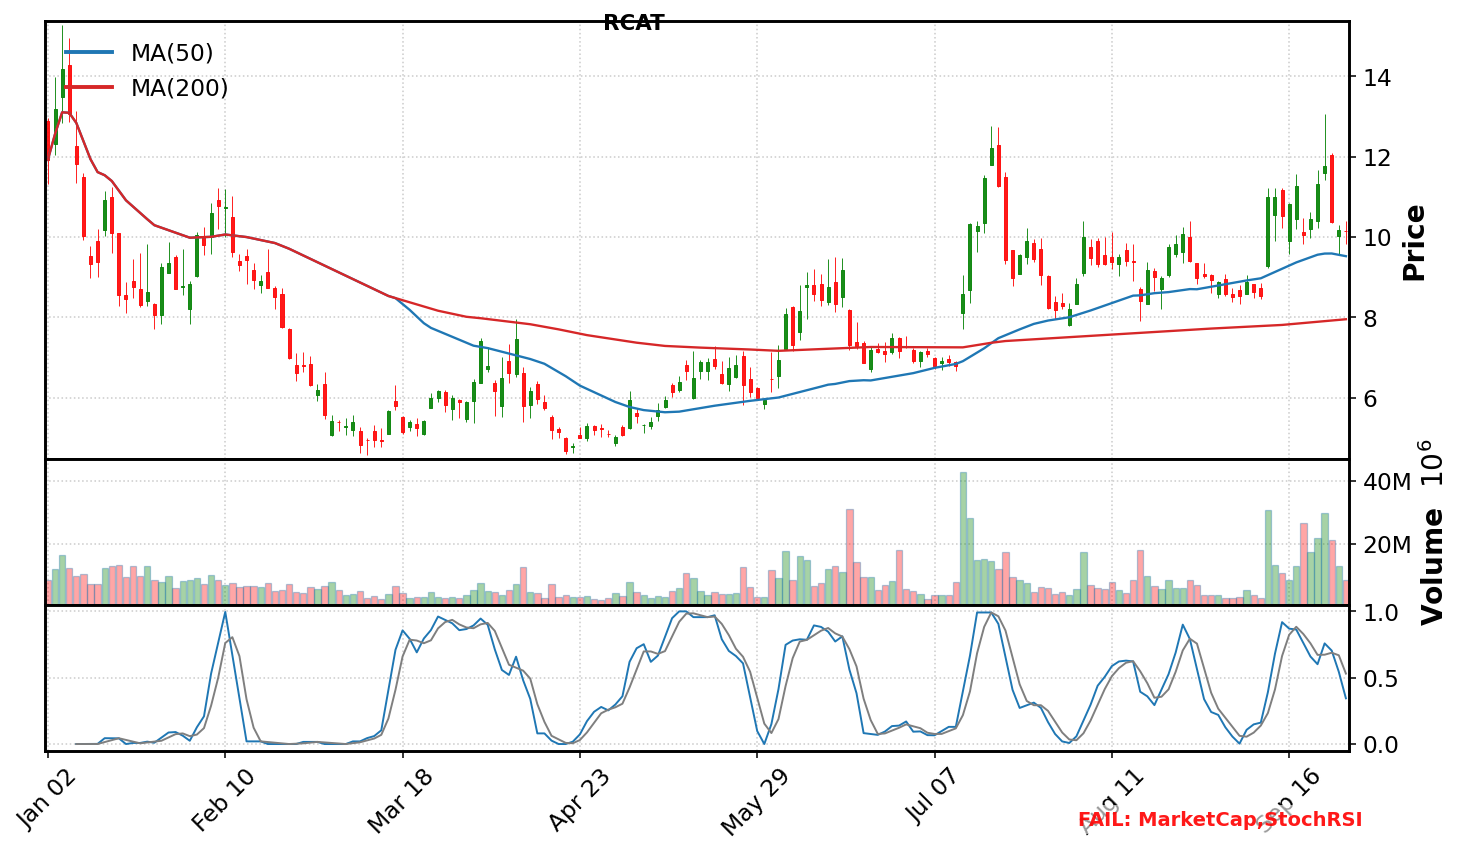 RCAT
MA(50)
MA(200)
14
12
10
8
6
Price
40M
20M
Volume 10^6
1.0
0.5
0.0
Jan 02
Feb 10
Mar 18
Apr 23
May 29
Jul 07
Aug 11
Sep 16
FAIL: MarketCap,StochRSI